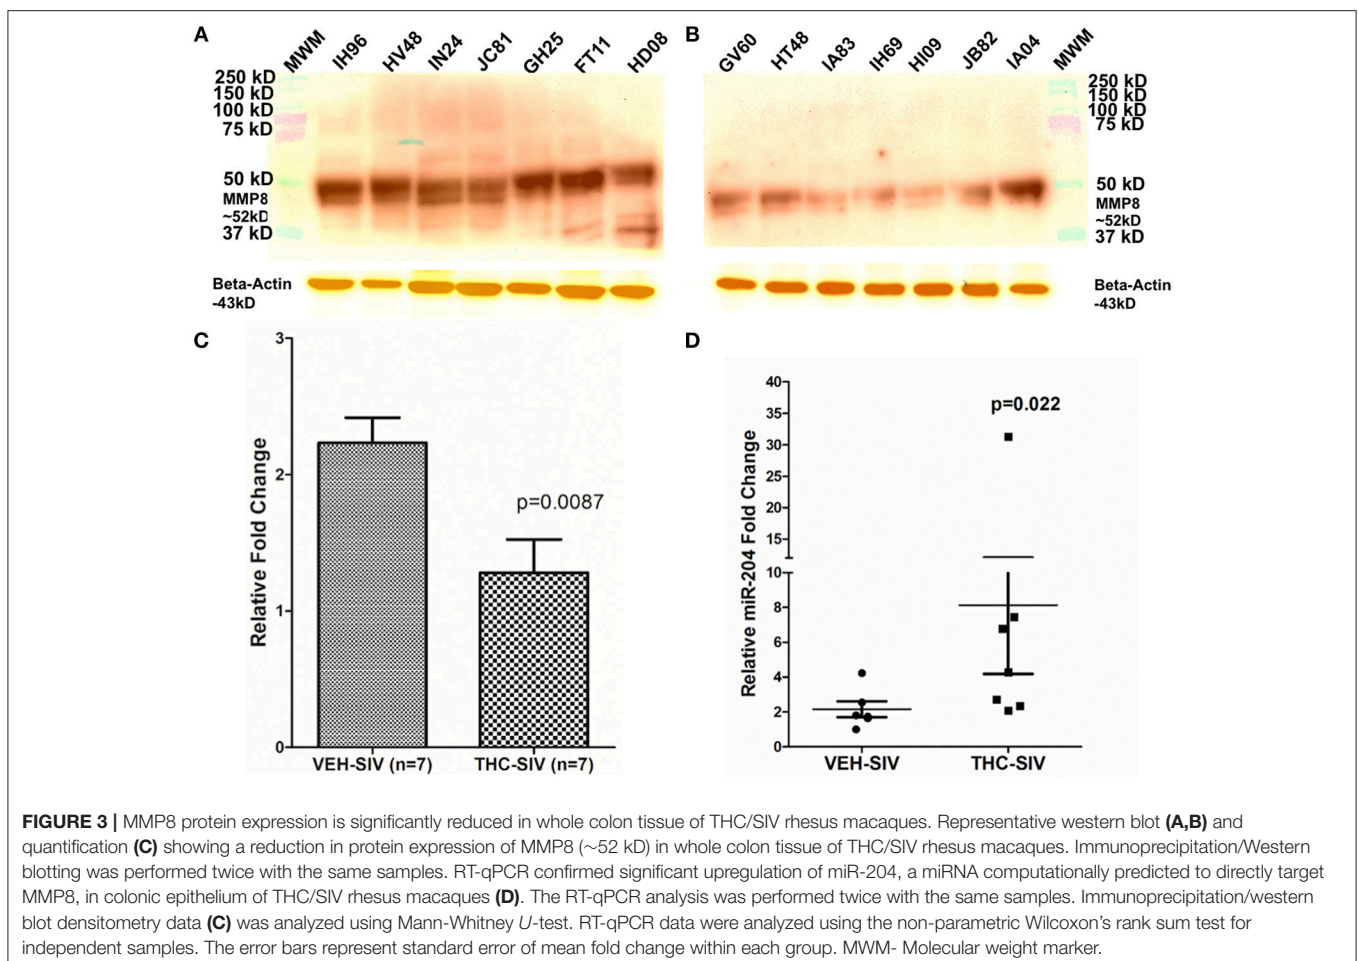 A
MWM IH96 HV48 IN24 JC81 GH25 FT11 HD08
250 kD
150 kD
100 kD
75 kD
50 kD
MMP8
~52kD
37 kD
Beta-Actin
-43kD
B
GV60 HT48 IA83 IH69 HI09 JB82 IA04 MWM
250 kD
150 kD
100 kD
75 kD
50 kD
MMP8
~52kD
37 kD
Beta-Actin
-43kD
C
Relative Fold Change
3
2
1
0
p=0.0087
VEH-SIV (n=7) THC-SIV (n=7)
D
Relative miR-204 Fold Change
40
35
30
25
20
15
10
8
6
4
2
0
p=0.022
VEH-SIV THC-SIV
FIGURE 3 | MMP8 protein expression is significantly reduced in whole colon tissue of THC/SIV rhesus macaques. Representative western blot (A,B) and
quantification (C) showing a reduction in protein expression of MMP8 (∼52 kD) in whole colon tissue of THC/SIV rhesus macaques. Immunoprecipitation/Western
blotting was performed twice with the same samples. RT-qPCR confirmed significant upregulation of miR-204, a miRNA computationally predicted to directly target
MMP8, in colonic epithelium of THC/SIV rhesus macaques (D). The RT-qPCR analysis was performed twice with the same samples. Immunoprecipitation/western
blot densitometry data (C) was analyzed using Mann-Whitney U-test. RT-qPCR data were analyzed using the non-parametric Wilcoxon's rank sum test for
independent samples. The error bars represent standard error of mean fold change within each group. MWM- Molecular weight marker.